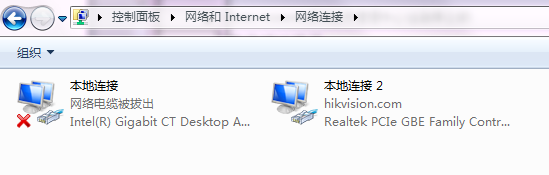 控制面板 ▸ 网络和 Internet ▸ 网络连接 ▸
组织 ▼
本地连接
网络电缆被拔出
Intel(R) Gigabit CT Desktop A...
本地连接 2
hikvision.com
Realtek PCIe GBE Family Contr...